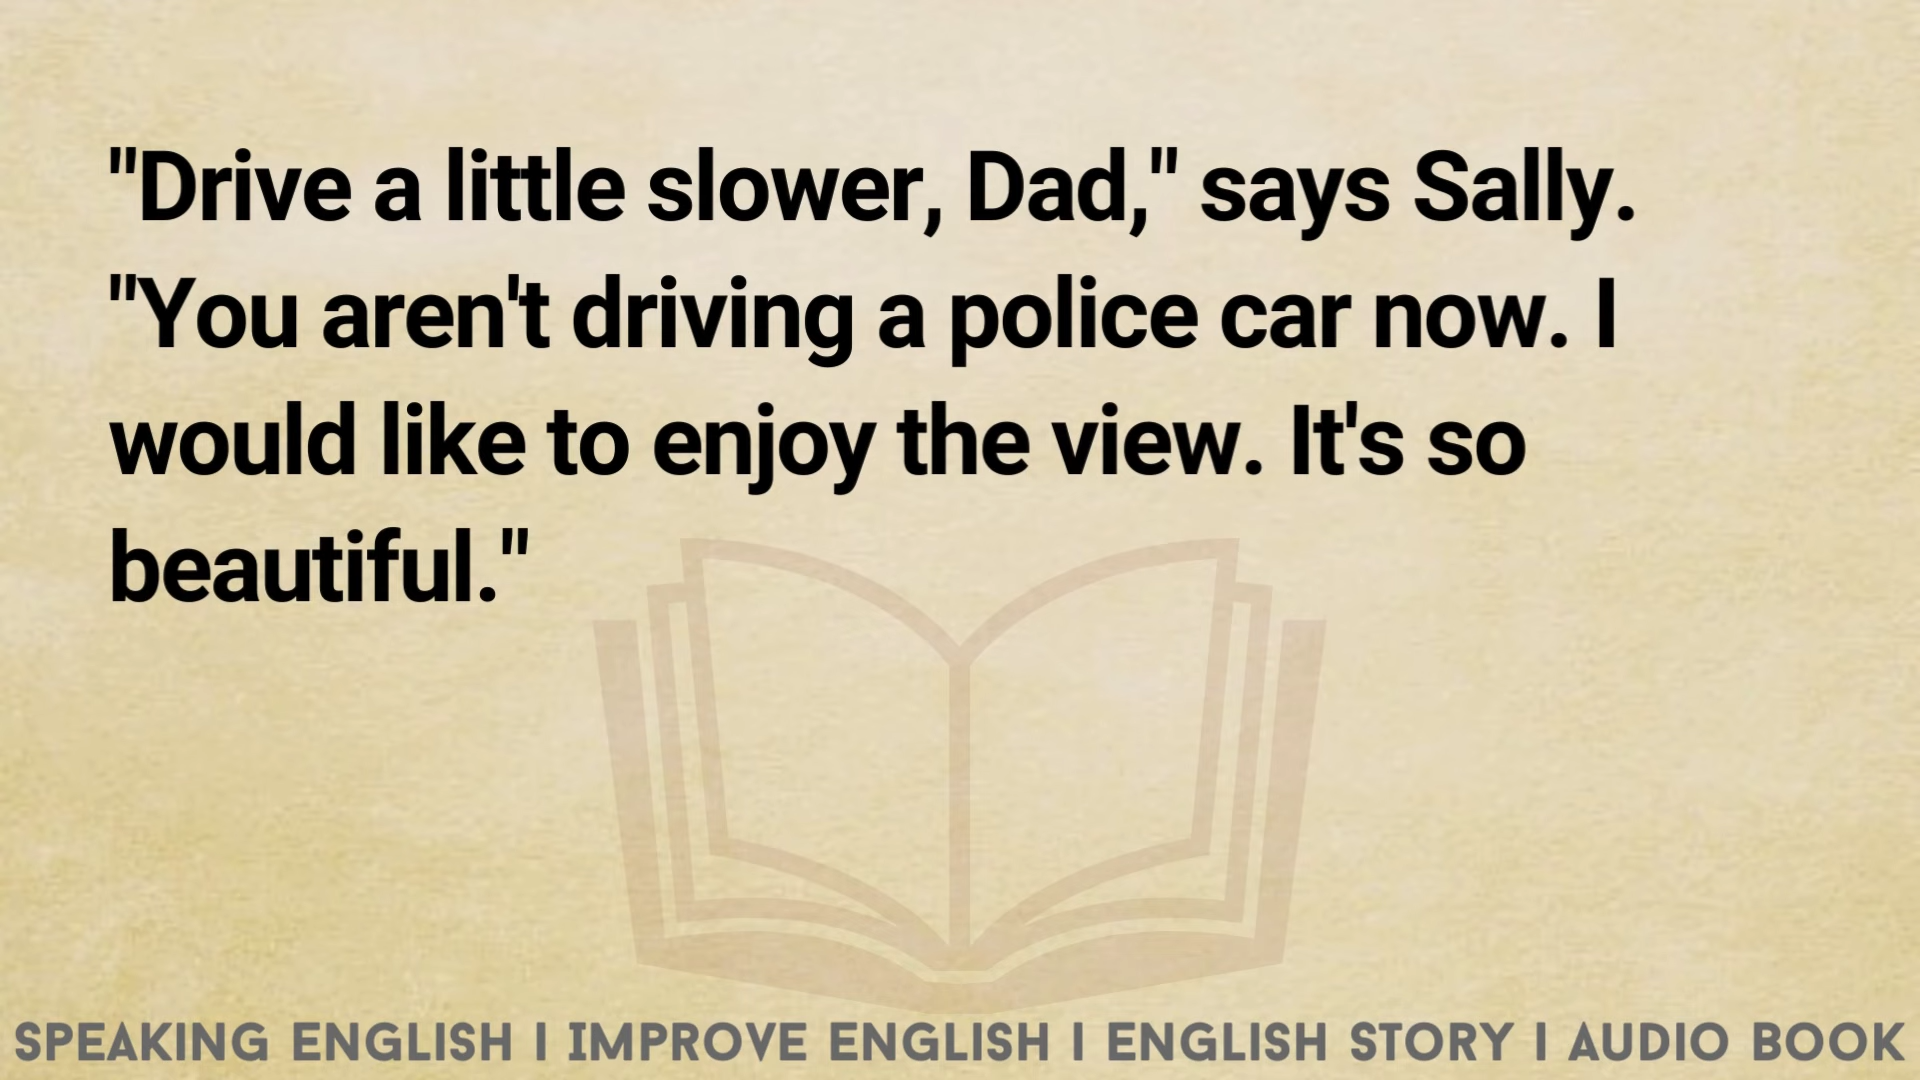 "Drive a little slower, Dad," says Sally.
"You aren't driving a police car now. I
would like to enjoy the view. It's so
beautiful."
SPEAKING ENGLISH I IMPROVE ENGLISH I ENGLISH STORY I AUDIO BOOK